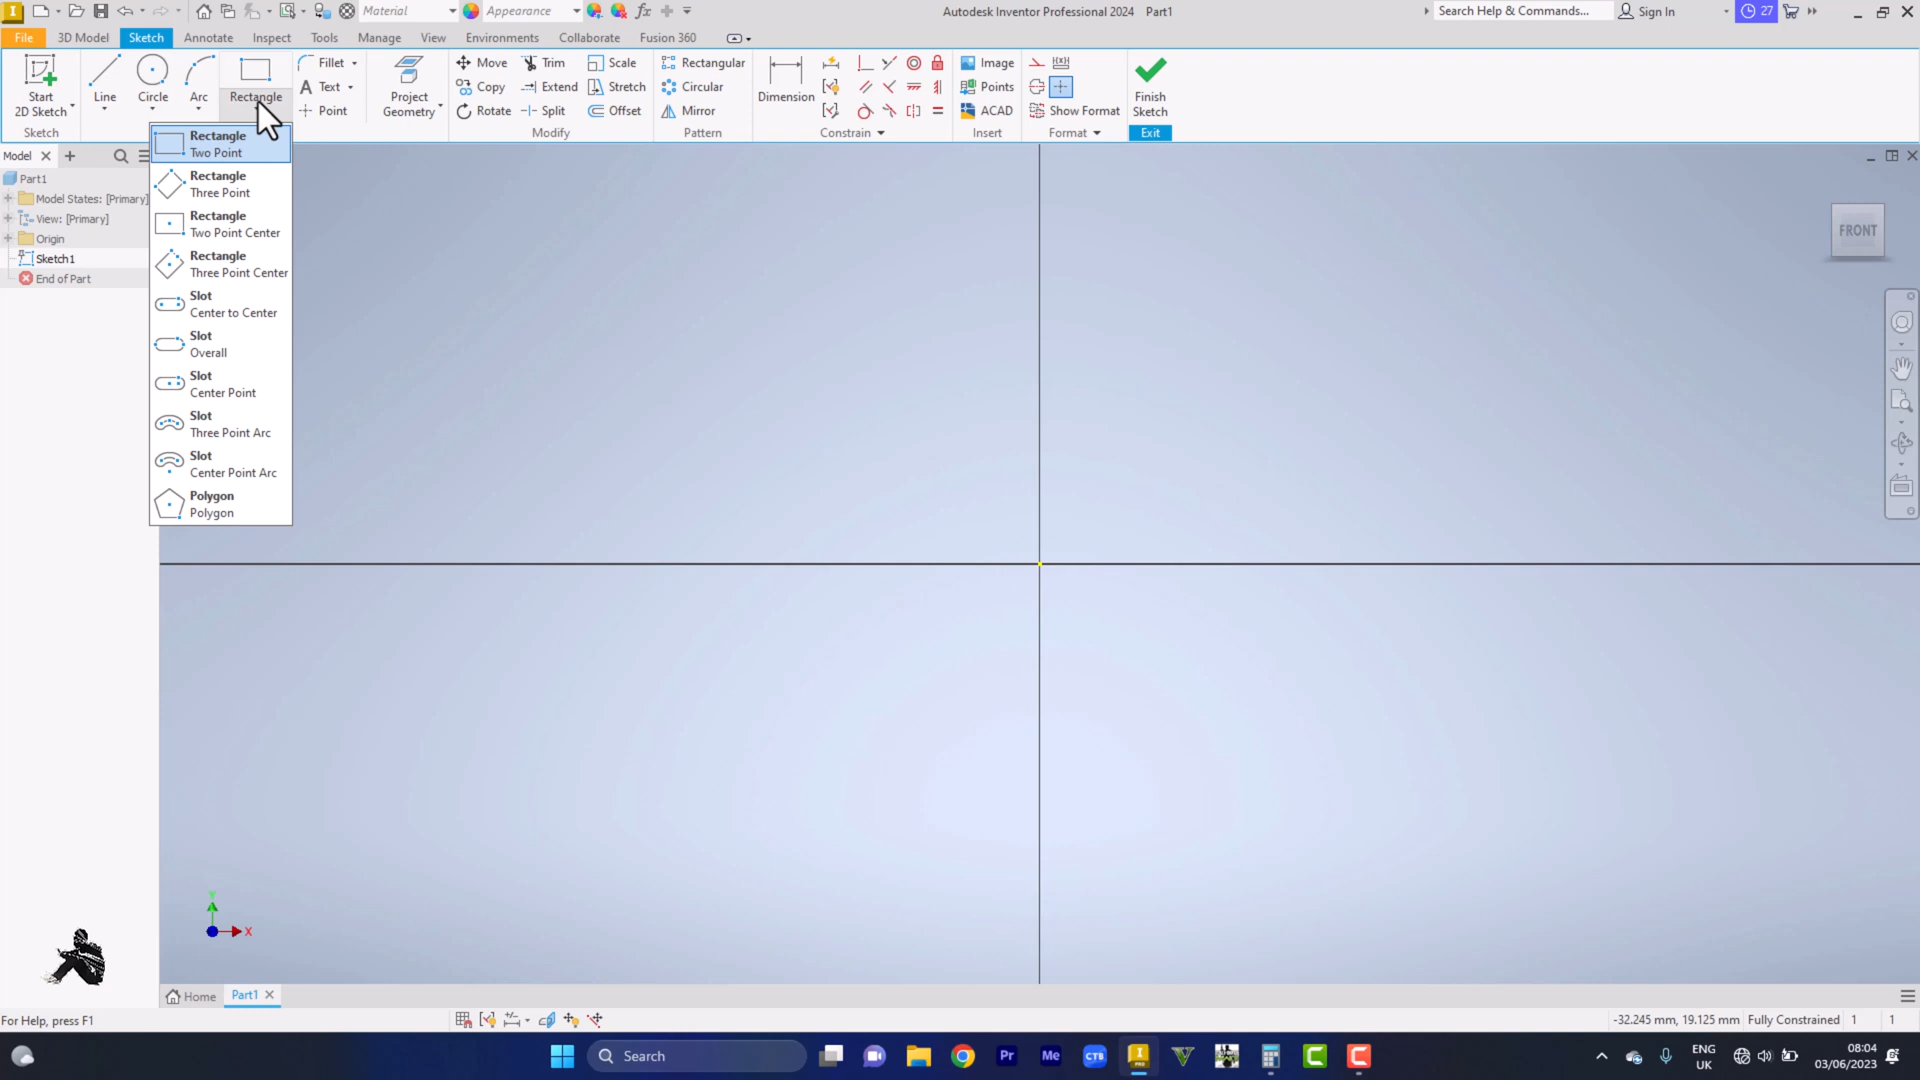 I Material Appearance fx Autodesk Inventor Professional 2024 Part1 Search Help & Commands... Sign In 27
File 3D Model Sketch Annotate Inspect Tools Manage View Environments Collaborate Fusion 360
Start
2D Sketch
Line
Circle
Arc
Rectangle
Fillet
Text
Point
Project
Geometry
Move
Trim
Scale
Copy
Extend
Stretch
Rotate
Split
Offset
Rectangular
Circular
Mirror
Dimension
Image
Points
ACAD
Show Format
Finish
Sketch
Sketch
Modify
Pattern
Constrain
Insert
Format
Exit
Model
Part1
Model States: [Primary]
View: [Primary]
Origin
Sketch1
End of Part
Rectangle
Two Point
Rectangle
Three Point
Rectangle
Two Point Center
Rectangle
Three Point Center
Slot
Center to Center
Slot
Overall
Slot
Center Point
Slot
Three Point Arc
Slot
Center Point Arc
Polygon
Polygon
FRONT
Y
X
Home Part1
For Help, press F1
-32.245 mm, 19.125 mm Fully Constrained 1 1
Search
Pr
Me
CTB
I
PRO
V
C
C
ENG
UK
08:04
03/06/2023